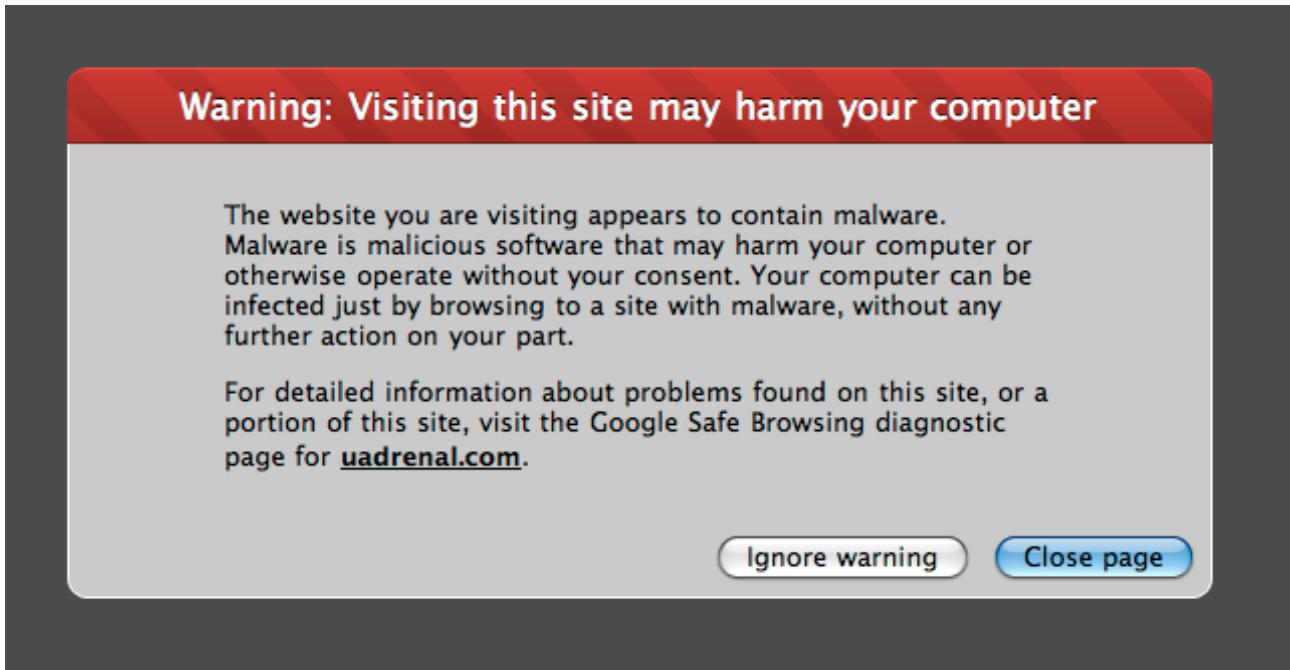 Warning: Visiting this site may harm your computer
The website you are visiting appears to contain malware.
Malware is malicious software that may harm your computer or
otherwise operate without your consent. Your computer can be
infected just by browsing to a site with malware, without any
further action on your part.
For detailed information about problems found on this site, or a
portion of this site, visit the Google Safe Browsing diagnostic
page for uadrenal.com.
Ignore warning Close page